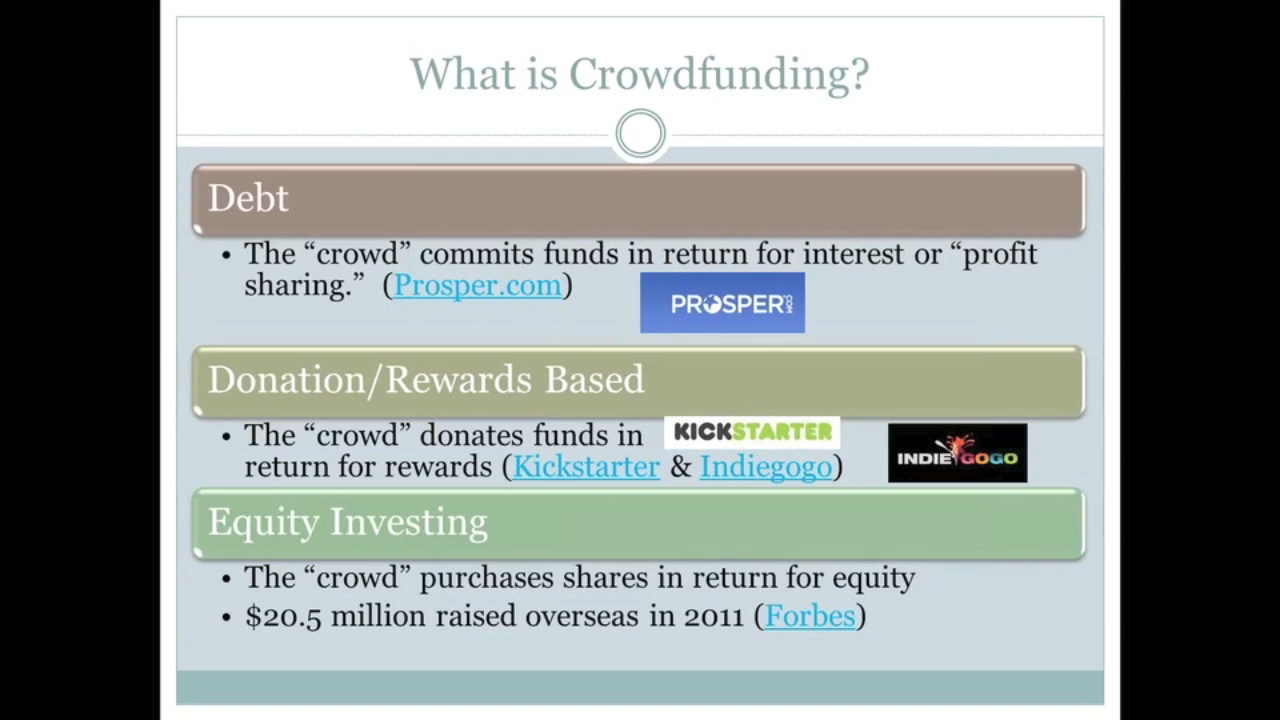 What is Crowdfunding?
Debt
• The “crowd” commits funds in return for interest or “profit
sharing.” (Prosper.com)
PROSPER.COM
Donation/Rewards Based
• The “crowd” donates funds in
return for rewards (Kickstarter & Indiegogo)
KICKSTARTER
INDIEGOGO
Equity Investing
• The “crowd” purchases shares in return for equity
• $20.5 million raised overseas in 2011 (Forbes)